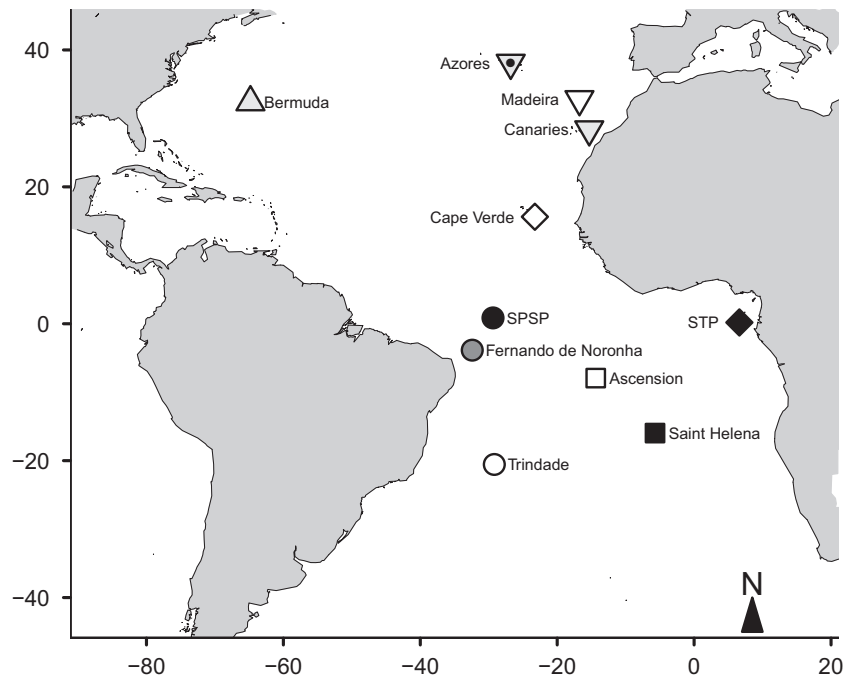 40
20
0
−20
−40
Azores
Bermuda
Madeira
Canaries
Cape Verde
SPSP
STP
Fernando de Noronha
Ascension
Saint Helena
Trindade
N
−80 −60 −40 −20 0 20